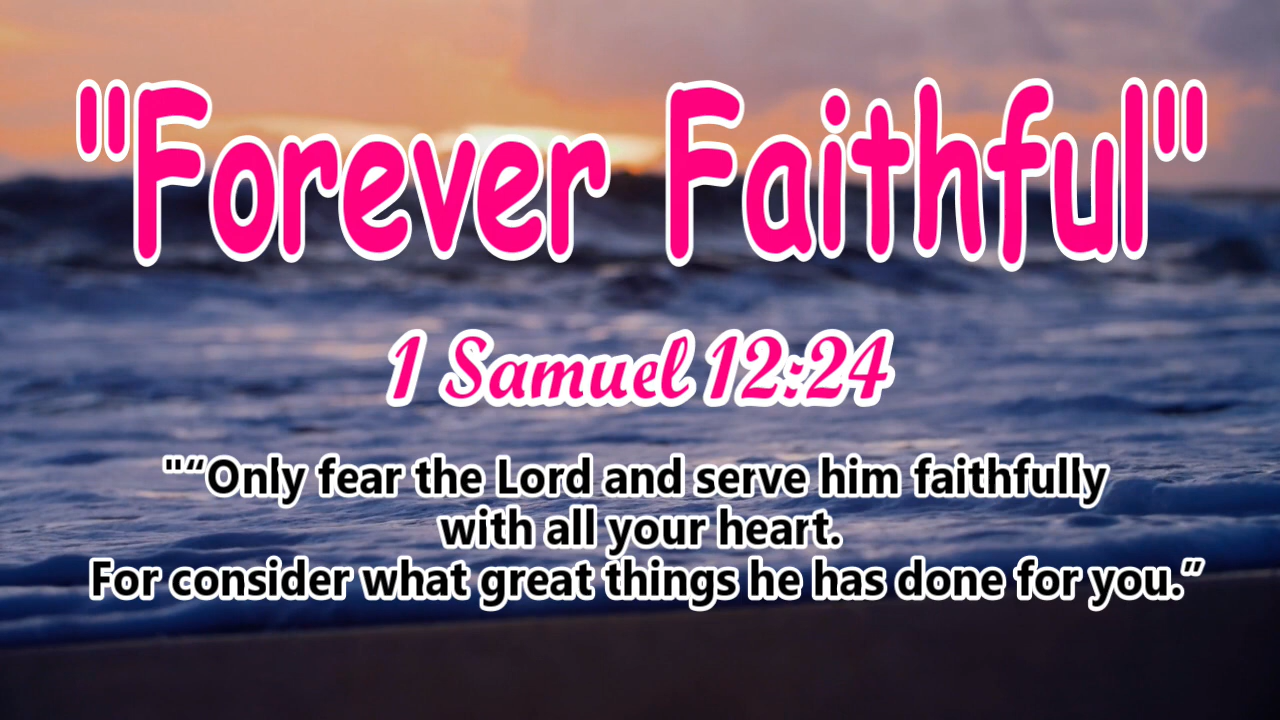 "Forever Faithful"
1 Samuel 12:24
"“Only fear the Lord and serve him faithfully
with all your heart.
For consider what great things he has done for you.”